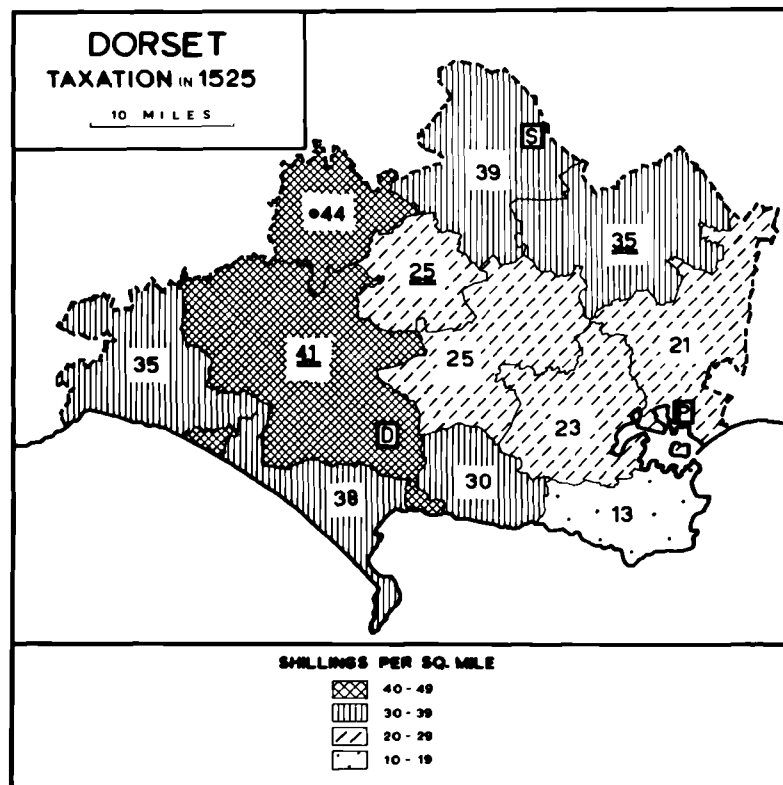 DORSET
TAXATION IN 1525
10 MILES
S
39
•44
35
25
21
41
35
25
P
D
23
30
38
13
SHILLINGS PER SQ. MILE
40 - 49
30 - 39
20 - 29
10 - 19